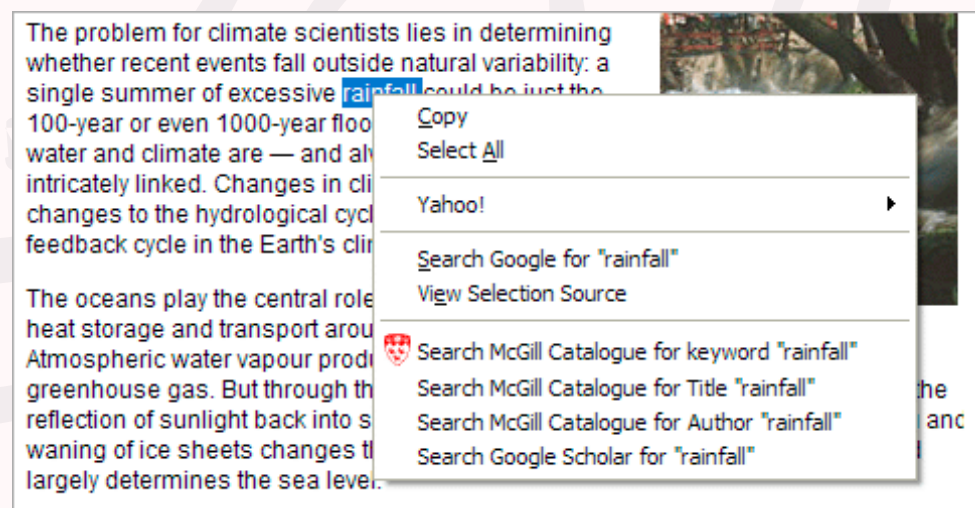 The problem for climate scientists lies in determining
whether recent events fall outside natural variability: a
single summer of excessive rainfall could be just the
100-year or even 1000-year floo
water and climate are — and alv
intricately linked. Changes in cli
changes to the hydrological cycl
feedback cycle in the Earth's clir
Copy
Select All
Yahoo!
Search Google for "rainfall"
View Selection Source
Search McGill Catalogue for keyword "rainfall"
Search McGill Catalogue for Title "rainfall"
Search McGill Catalogue for Author "rainfall"
Search Google Scholar for "rainfall"
The oceans play the central role
heat storage and transport arou
Atmospheric water vapour produ
greenhouse gas. But through th he
reflection of sunlight back into s and
waning of ice sheets changes th
largely determines the sea level.